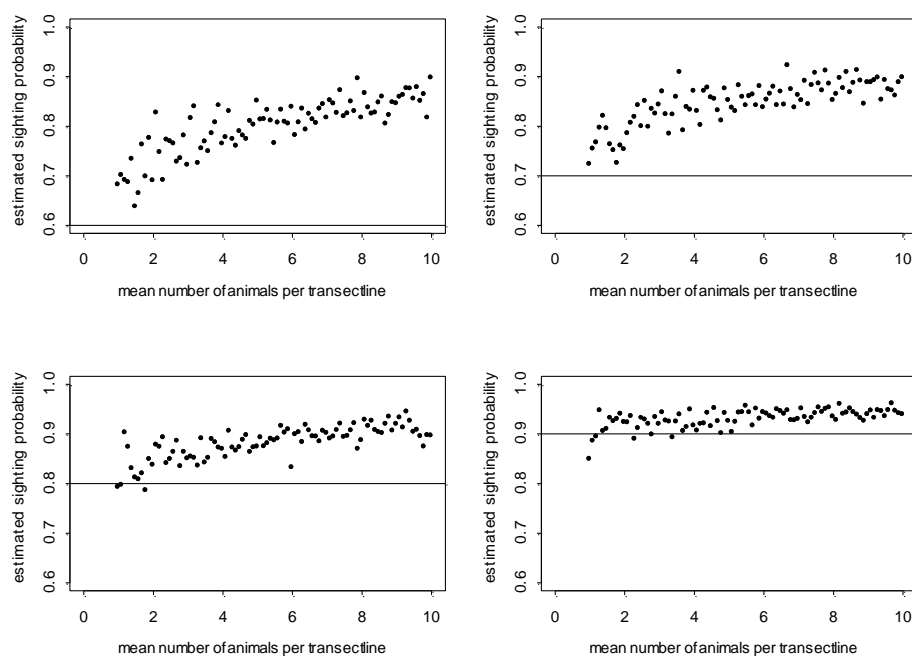 estimated sighting probability
1.0
0.9
0.8
0.7
0.6
0 2 4 6 8 10
mean number of animals per transectline
estimated sighting probability
1.0
0.9
0.8
0.7
0.6
0 2 4 6 8 10
mean number of animals per transectline
estimated sighting probability
1.0
0.9
0.8
0.7
0.6
0 2 4 6 8 10
mean number of animals per transectline
estimated sighting probability
1.0
0.9
0.8
0.7
0.6
0 2 4 6 8 10
mean number of animals per transectline